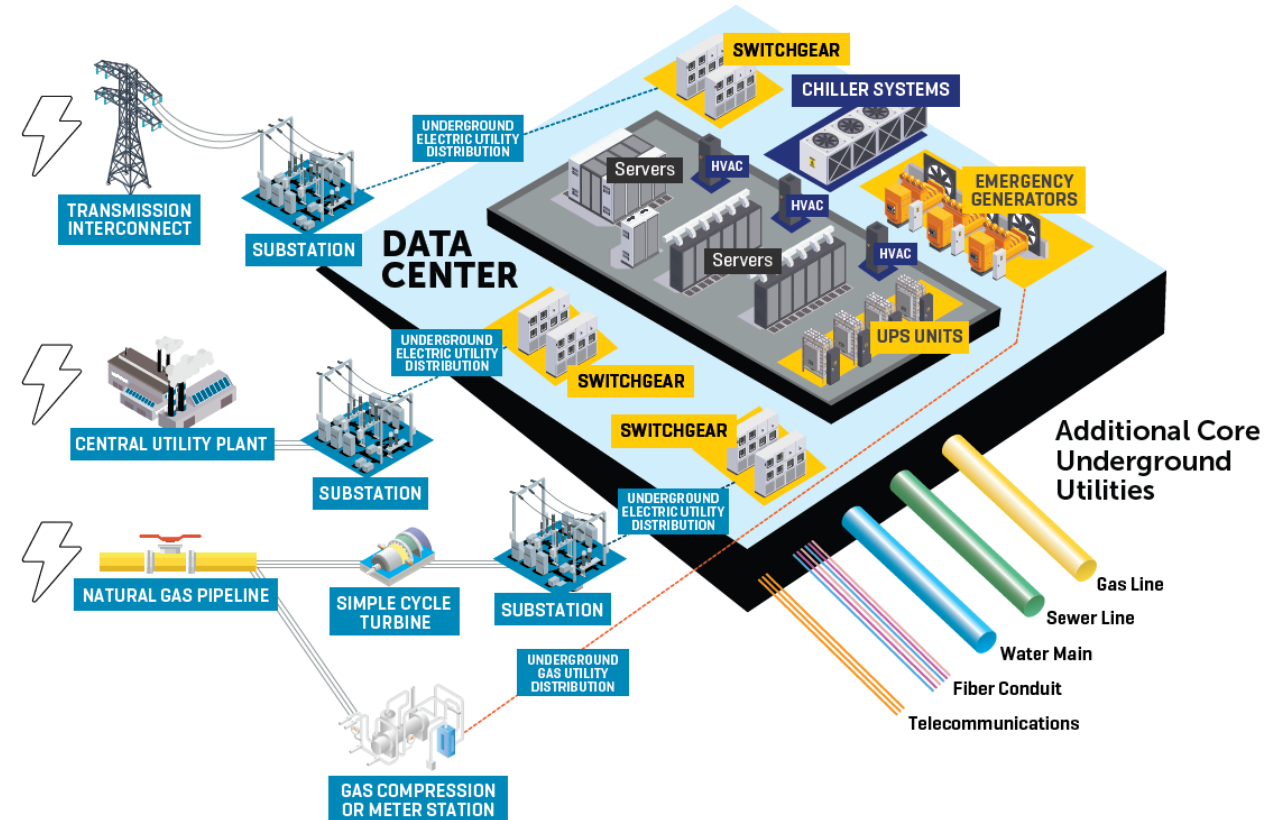 SWITCHGEAR
CHILLER SYSTEMS
UNDERGROUND
ELECTRIC UTILITY
DISTRIBUTION
Servers
HVAC
EMERGENCY
GENERATORS
TRANSMISSION
INTERCONNECT
HVAC
SUBSTATION
DATA
CENTER
Servers
HVAC
UNDERGROUND
ELECTRIC UTILITY
DISTRIBUTION
UPS UNITS
SWITCHGEAR
CENTRAL UTILITY PLANT
SWITCHGEAR
Additional Core
Underground
Utilities
SUBSTATION
UNDERGROUND
ELECTRIC UTILITY
DISTRIBUTION
NATURAL GAS PIPELINE
SIMPLE CYCLE
TURBINE
SUBSTATION
Gas Line
Sewer Line
Water Main
UNDERGROUND
GAS UTILITY
DISTRIBUTION
Fiber Conduit
Telecommunications
GAS COMPRESSION
OR METER STATION